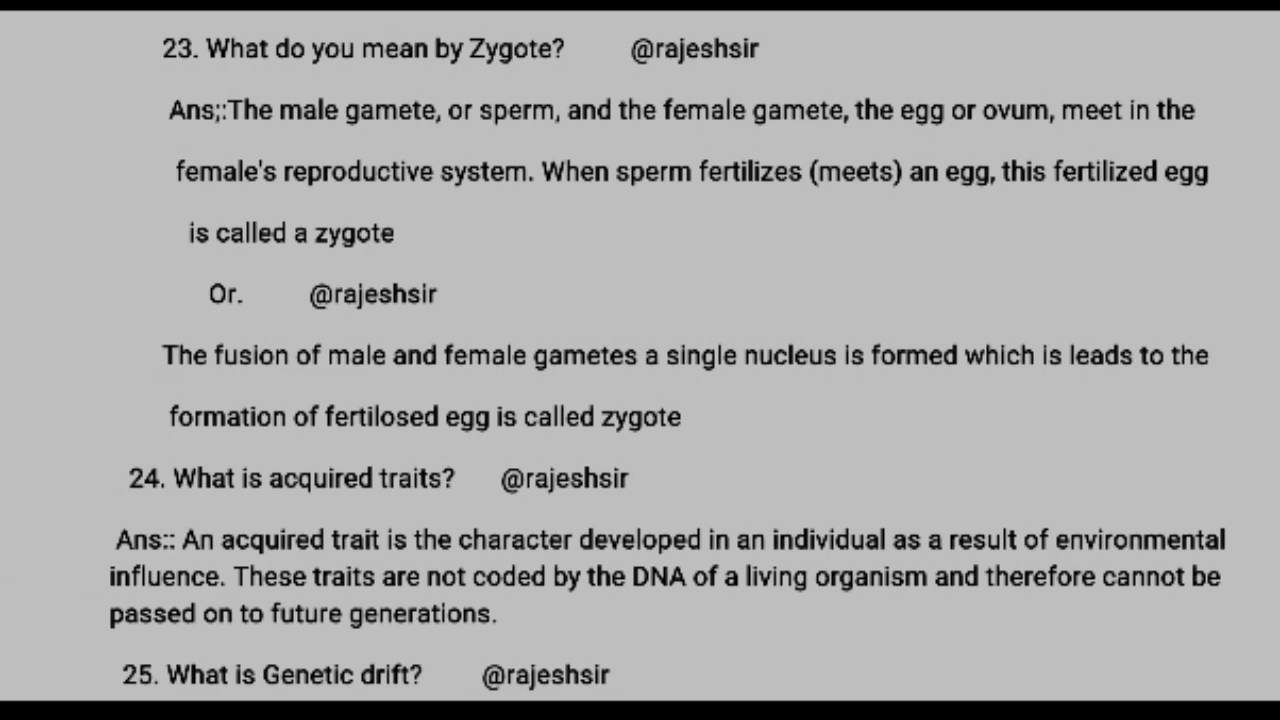 23. What do you mean by Zygote? @rajeshsir
Ans;:The male gamete, or sperm, and the female gamete, the egg or ovum, meet in the
female's reproductive system. When sperm fertilizes (meets) an egg, this fertilized egg
is called a zygote
Or. @rajeshsir
The fusion of male and female gametes a single nucleus is formed which is leads to the
formation of fertilosed egg is called zygote
24. What is acquired traits? @rajeshsir
Ans:: An acquired trait is the character developed in an individual as a result of environmental
influence. These traits are not coded by the DNA of a living organism and therefore cannot be
passed on to future generations.
25. What is Genetic drift? @rajeshsir